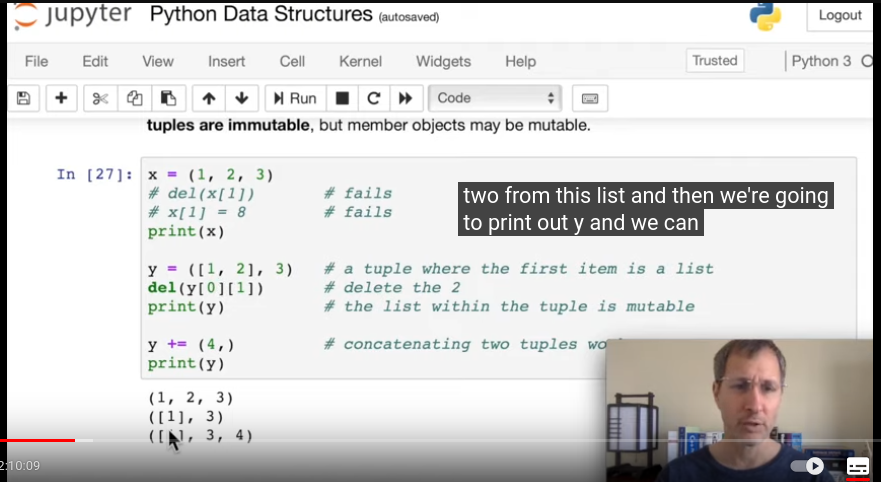 jupyter Python Data Structures (autosaved) Logout
File Edit View Insert Cell Kernel Widgets Help Trusted Python 3
Run Code
tuples are immutable, but member objects may be mutable.
In [27]: x = (1, 2, 3)
# del(x[1]) # fails
# x[1] = 8 # fails
print(x)
two from this list and then we're going
to print out y and we can
y = ([1, 2], 3) # a tuple where the first item is a list
del(y[0][1]) # delete the 2
print(y) # the list within the tuple is mutable
y += (4,) # concatenating two tuples
print(y)
(1, 2, 3)
([1], 3)
([ ], 3, 4)
2:10:09